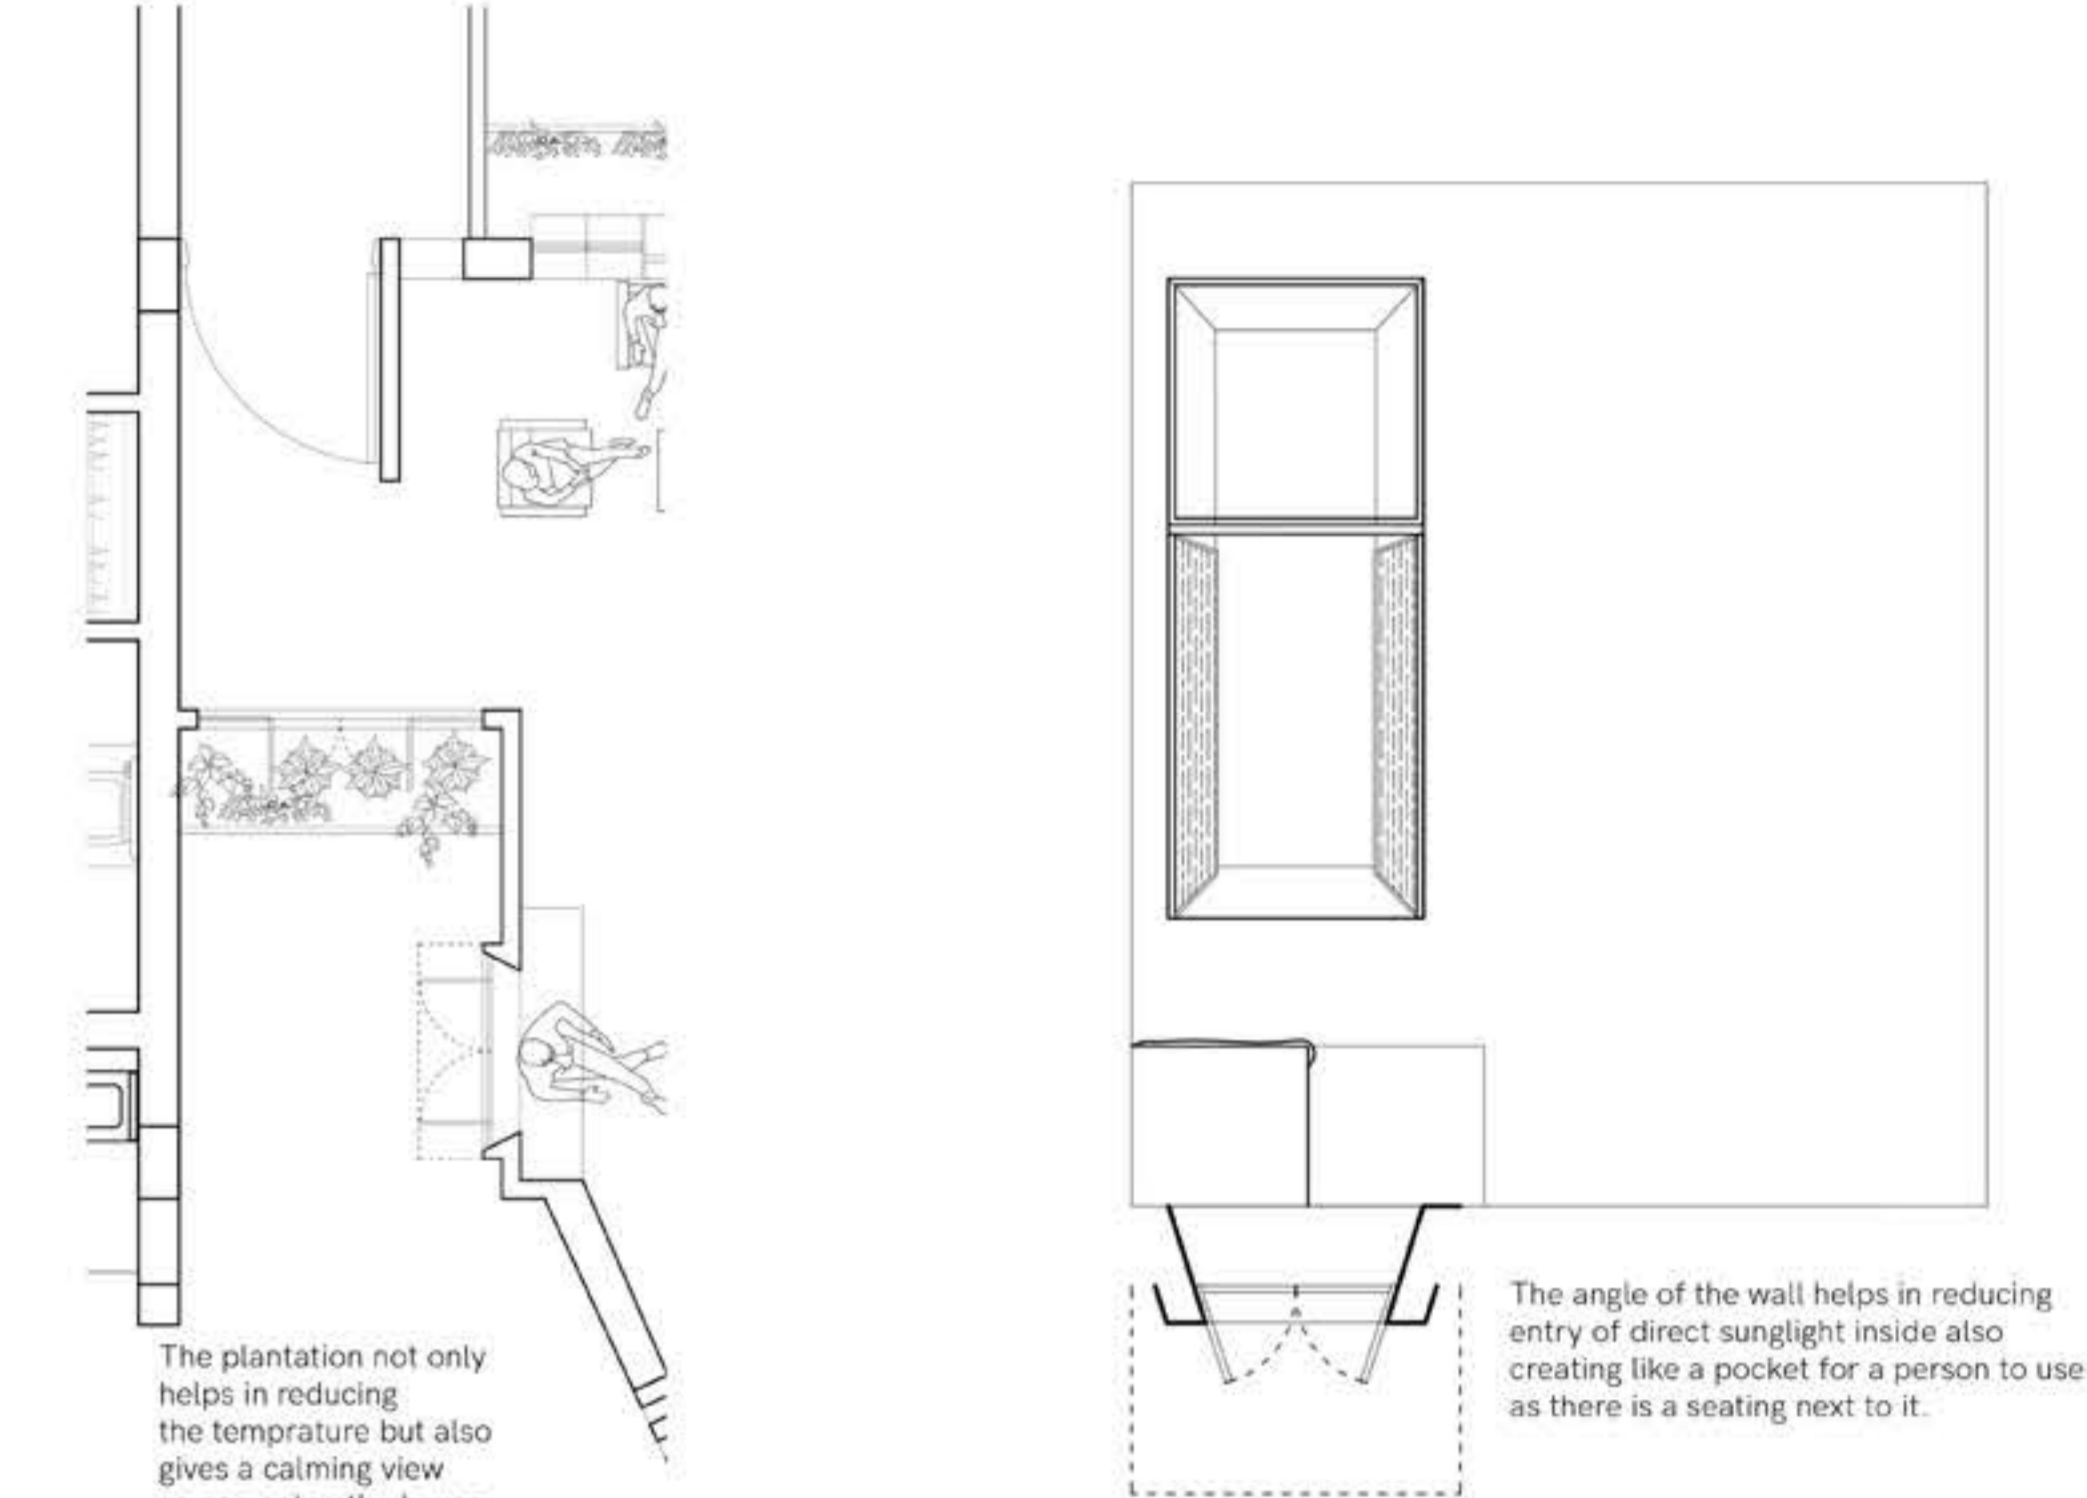 The plantation not only
helps in reducing
the temprature but also
gives a calming view
The angle of the wall helps in reducing
entry of direct sunglight inside also
creating like a pocket for a person to use
as there is a seating next to it.